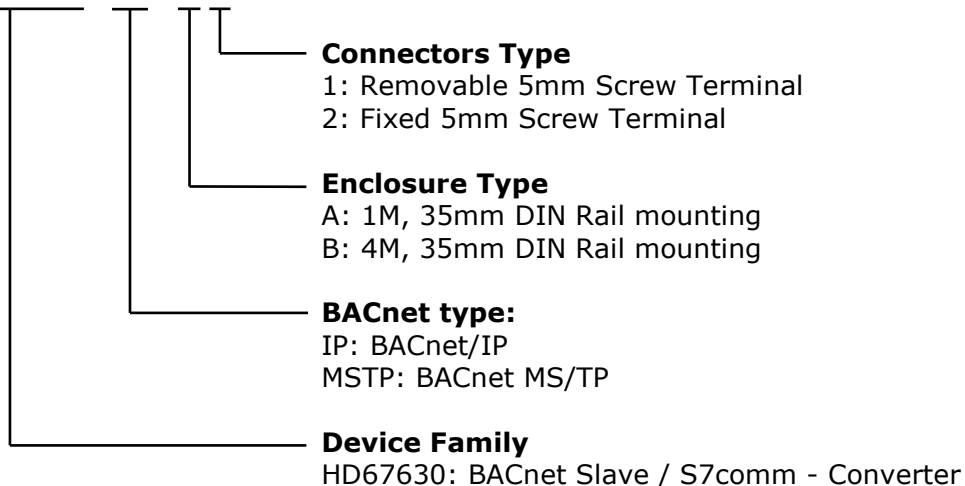 Connectors Type
1: Removable 5mm Screw Terminal
2: Fixed 5mm Screw Terminal
Enclosure Type
A: 1M, 35mm DIN Rail mounting
B: 4M, 35mm DIN Rail mounting
BACnet type:
IP: BACnet/IP
MSTP: BACnet MS/TP
Device Family
HD67630: BACnet Slave / S7comm - Converter